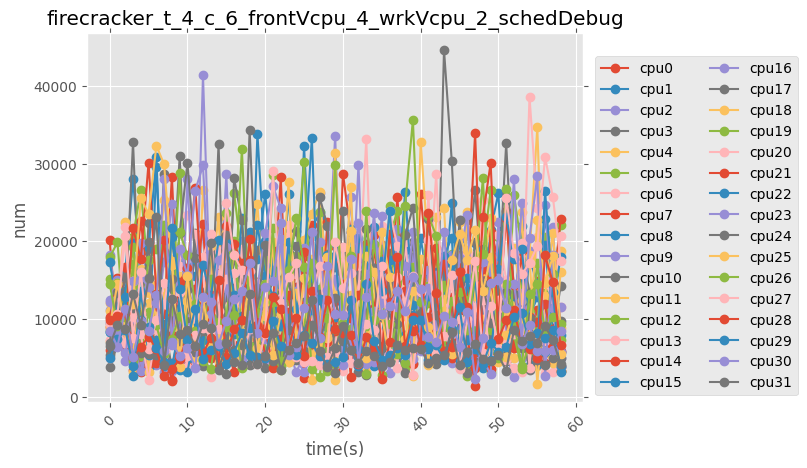 firecracker_t_4_c_6_frontVcpu_4_wrkVcpu_2_schedDebug
40000
30000
20000
10000
0
num
0
10
20
30
40
50
60
time(s)
cpu0
cpu1
cpu2
cpu3
cpu4
cpu5
cpu6
cpu7
cpu8
cpu9
cpu10
cpu11
cpu12
cpu13
cpu14
cpu15
cpu16
cpu17
cpu18
cpu19
cpu20
cpu21
cpu22
cpu23
cpu24
cpu25
cpu26
cpu27
cpu28
cpu29
cpu30
cpu31